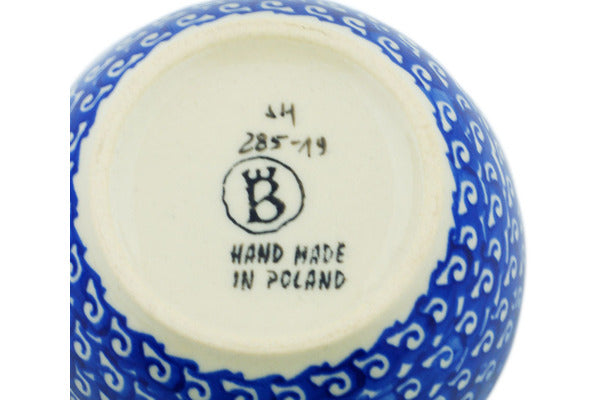 285-19
B
HAND MADE
IN POLAND